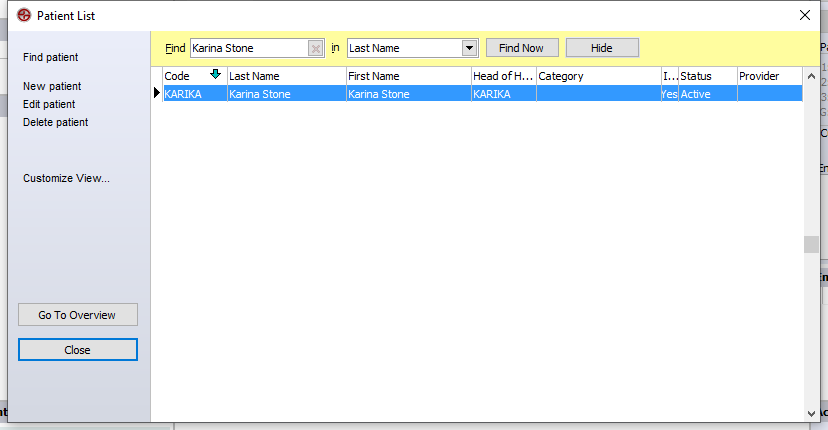 Patient List
Find patient
New patient
Edit patient
Delete patient
Customize View...
Go To Overview
Close
Find Karina Stone in Last Name Find Now Hide
Code Last Name First Name Head of H... Category I... Status Provider
KARIKA Karina Stone Karina Stone KARIKA Yes Active